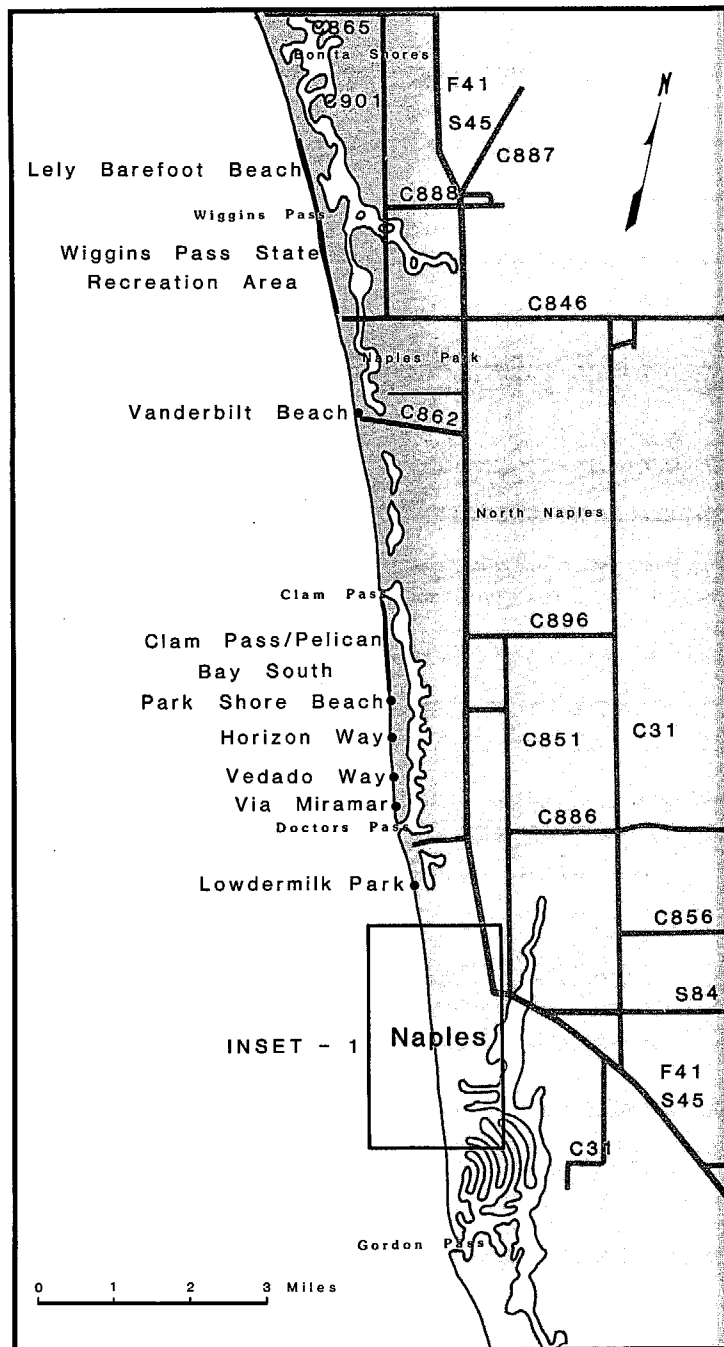 C865
Bonita Shores
F41
N
C901
S45
C887
Lely Barefoot Beach
C888
Wiggins Pass
Wiggins Pass State
Recreation Area
C846
Naples Park
Vanderbilt Beach
C862
North Naples
Clam Pass
C896
Clam Pass/Pelican
Bay South
Park Shore Beach
C31
Horizon Way
C851
Vedado Way
Via Miramar
C886
Doctors Pass
Lowdermilk Park
C856
S84
Naples
INSET - 1
F41
S45
C31
Gordon Pass
0 1 2 3 Miles